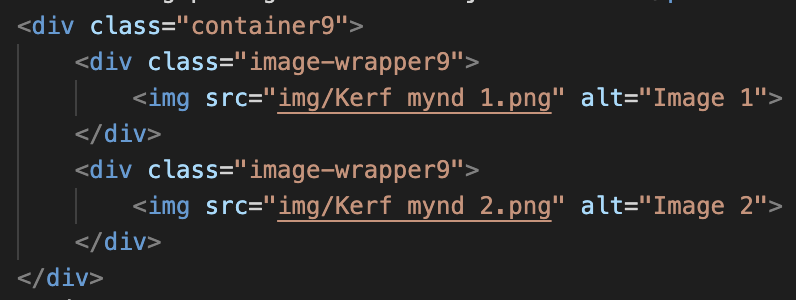 <div class="container9">
<div class="image-wrapper9">
<img src="img/Kerf mynd 1.png" alt="Image 1">
</div>
<div class="image-wrapper9">
<img src="img/Kerf mynd 2.png" alt="Image 2">
</div>
</div>